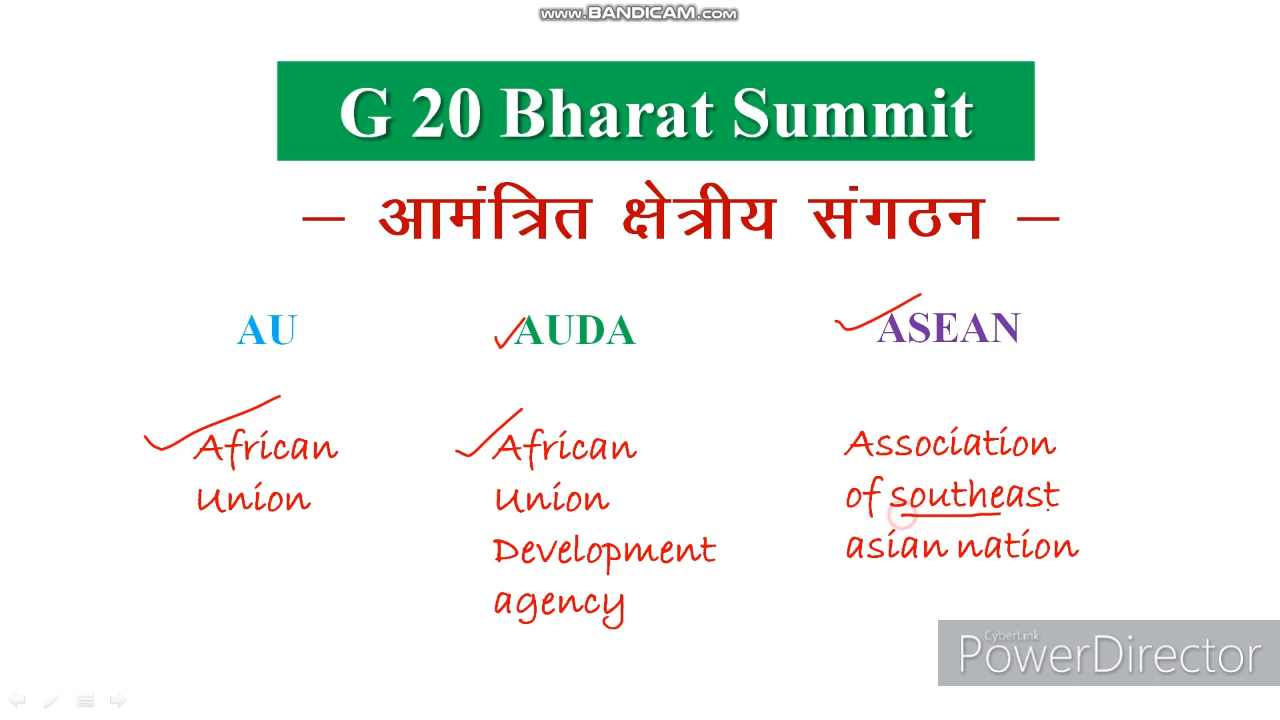 www.BANDICAM.com
G 20 Bharat Summit
– आमंत्रित क्षेत्रीय संगठन –
AU
AUDA
ASEAN
African
Union
African
Union
Development
agency
Association
of southeast
asian nation
CyberLink
PowerDirector